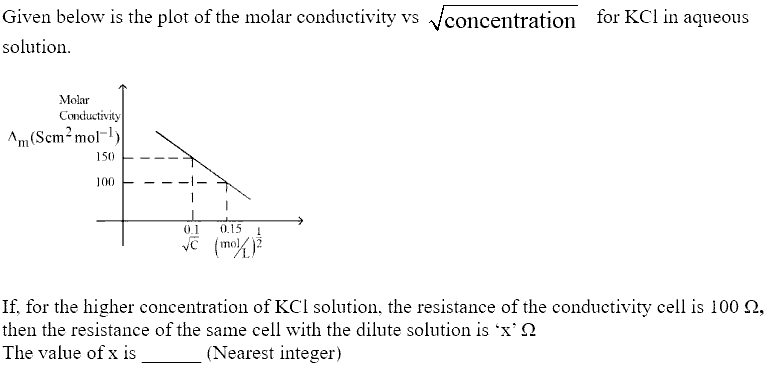 Given below is the plot of the molar conductivity vs √concentration for KCl in aqueous
solution.
Molar
Conductivity
Λm(Scm²mol⁻¹)
150
100
0.1 0.15
√C (mol/L)^1/2
If, for the higher concentration of KCl solution, the resistance of the conductivity cell is 100 Ω,
then the resistance of the same cell with the dilute solution is ‘x’ Ω
The value of x is ______ (Nearest integer)